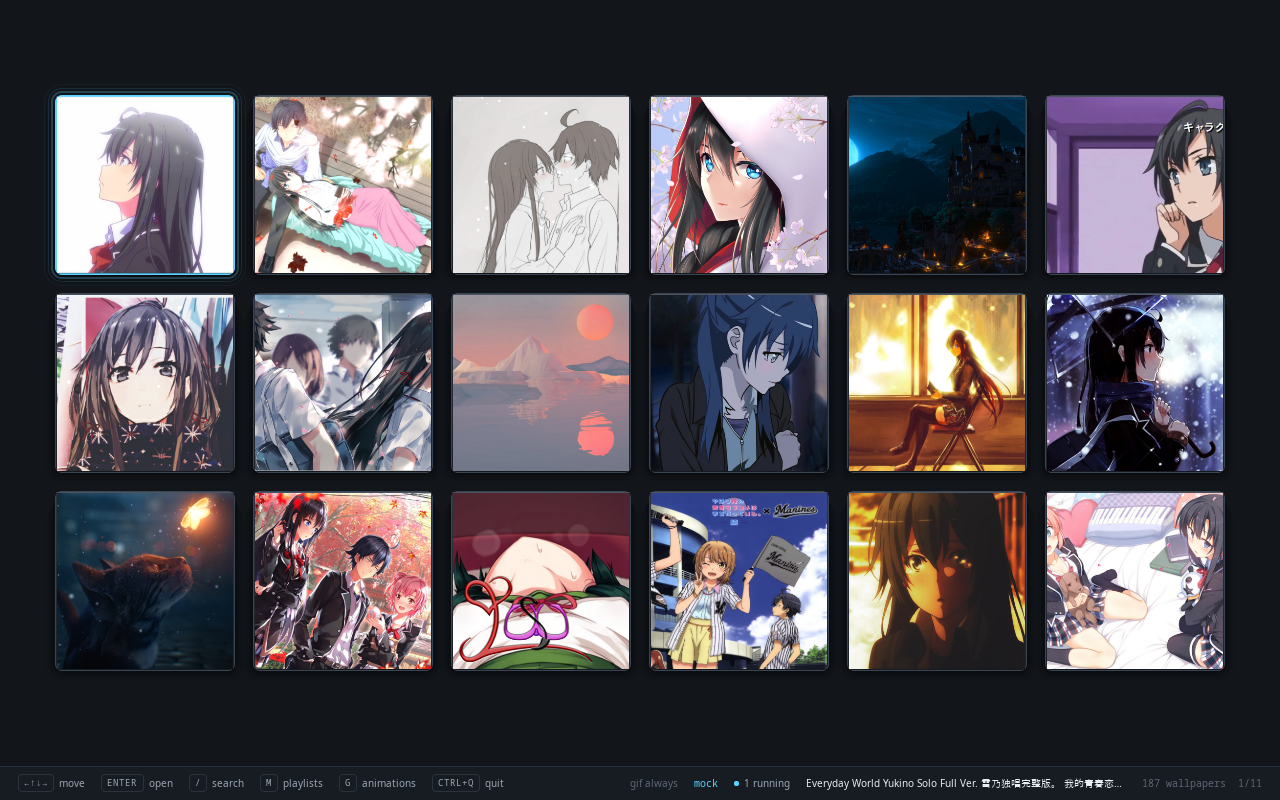 キャラク
Marines
Marines
←↑↓→ move ENTER open / search M playlists G animations CTRL+Q quit gif always mock 1 running Everyday World Yukino Solo Full Ver. 雪乃独唱完整版。 我的青春恋… 187 wallpapers 1/11